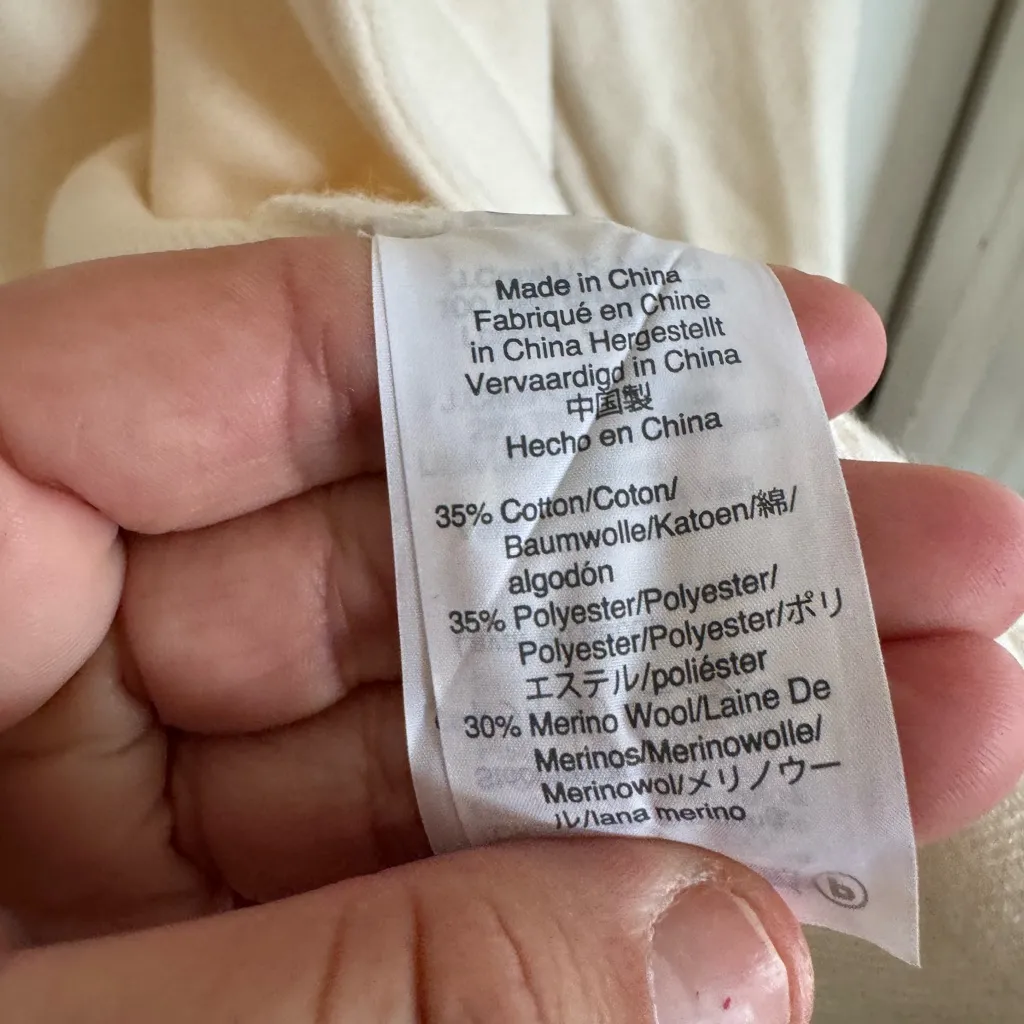 Made in China
Fabriqué en Chine
in China Hergestellt
Vervaardigd in China
中国製
Hecho en China
35% Cotton/Coton/
Baumwolle/Katoen/綿/
algodón
35% Polyester/Polyester/
Polyester/Polyester/ポリ
エステル/poliéster
30% Merino Wool/Laine De
Merinos/Merinowolle/
Merinowol/メリノウー
ル/lana merino